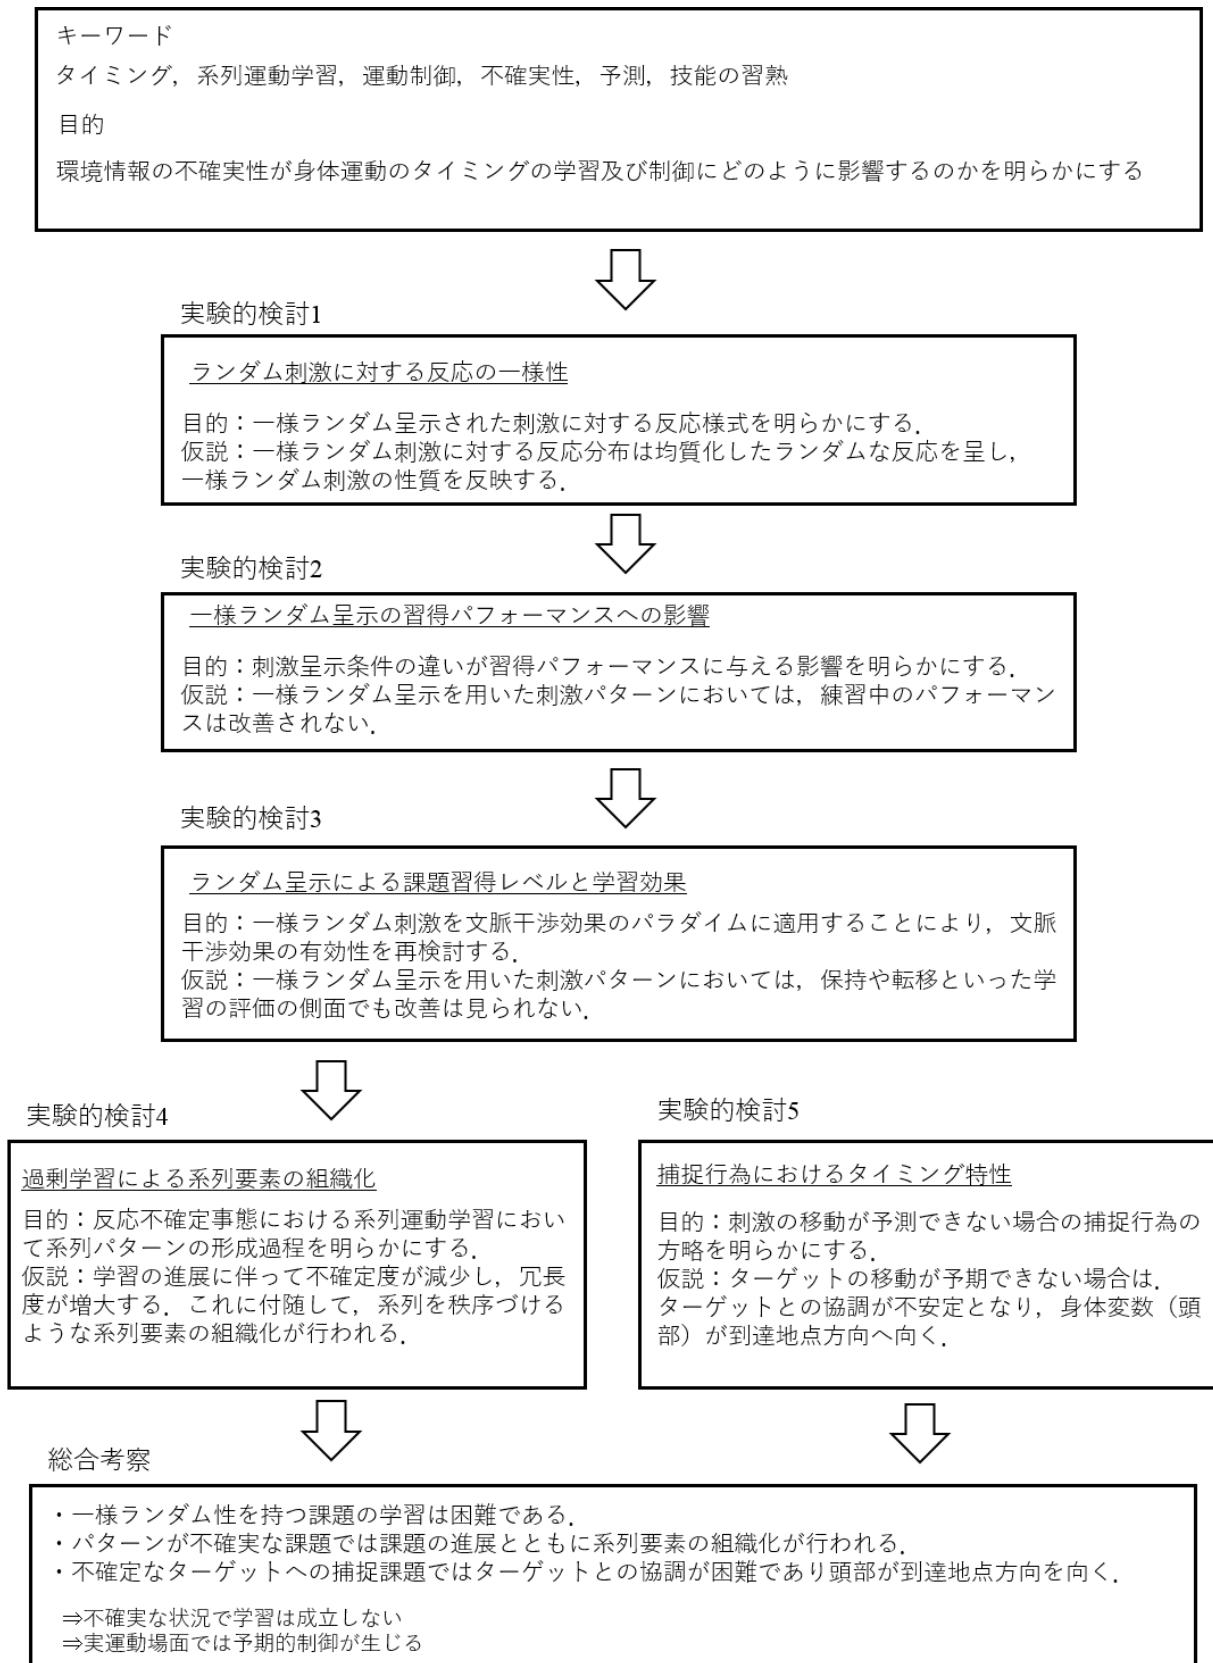 キーワード
タイミング，系列運動学習，運動制御，不確実性，予測，技能の習熟
目的
環境情報の不確実性が身体運動のタイミングの学習及び制御にどのように影響するのかを明らかにする
実験的検討1
ランダム刺激に対する反応の一様性
目的：一様ランダム呈示された刺激に対する反応様式を明らかにする．
仮説：一様ランダム刺激に対する反応分布は均質化したランダムな反応を呈し，
一様ランダム刺激の性質を反映する．
実験的検討2
一様ランダム呈示の習得パフォーマンスへの影響
目的：刺激呈示条件の違いが習得パフォーマンスに与える影響を明らかにする．
仮説：一様ランダム呈示を用いた刺激パターンにおいては，練習中のパフォーマン
スは改善されない．
実験的検討3
ランダム呈示による課題習得レベルと学習効果
目的：一様ランダム刺激を文脈干渉効果のパラダイムに適用することにより，文脈
干渉効果の有効性を再検討する．
仮説：一様ランダム呈示を用いた刺激パターンにおいては，保持や転移といった学
習の評価の側面でも改善は見られない．
実験的検討4
過剰学習による系列要素の組織化
目的：反応不確定事態における系列運動学習におい
て系列パターンの形成過程を明らかにする．
仮説：学習の進展に伴って不確定度が減少し，冗長
度が増大する．これに付随して，系列を秩序づける
ような系列要素の組織化が行われる．
実験的検討5
捕捉行為におけるタイミング特性
目的：刺激の移動が予測できない場合の捕捉行為の
方略を明らかにする．
仮説：ターゲットの移動が予期できない場合は．
ターゲットとの協調が不安定となり，身体変数（頭
部）が到達地点方向へ向く．
総合考察
・一様ランダム性を持つ課題の学習は困難である．
・パターンが不確実な課題では課題の進展とともに系列要素の組織化が行われる．
・不確定なターゲットへの捕捉課題ではターゲットとの協調が困難であり頭部が到達地点方向を向く．
⇒不確実な状況で学習は成立しない
⇒実運動場面では予期的制御が生じる